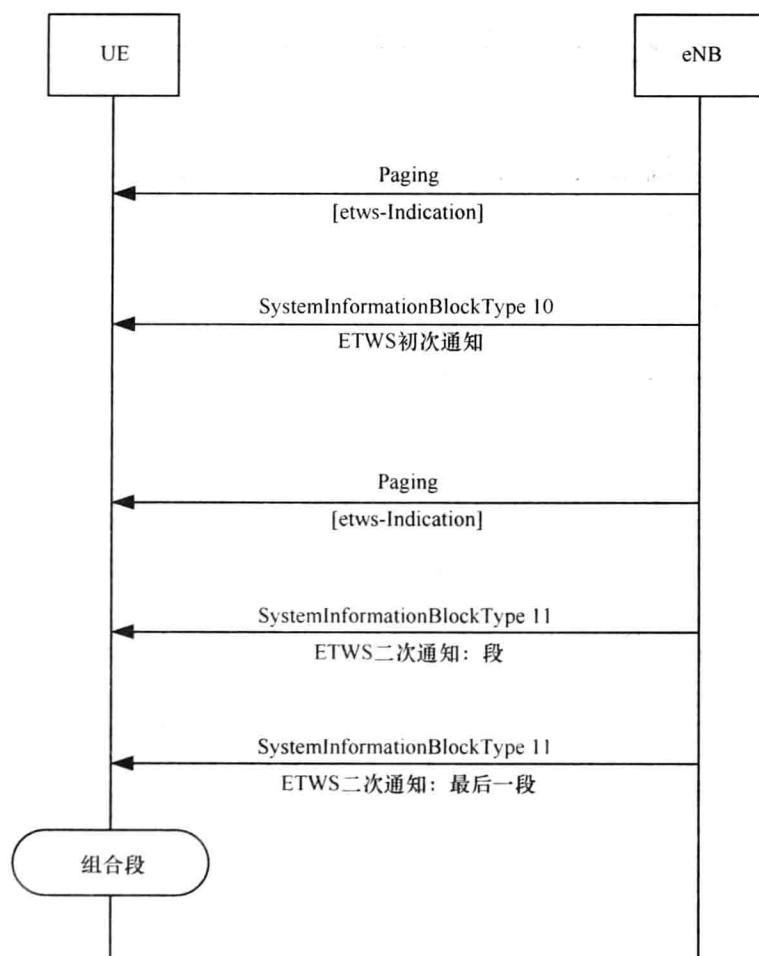 UE
eNB
Paging
[etws-Indication]
SystemInformationBlockType 10
ETWS初次通知
Paging
[etws-Indication]
SystemInformationBlockType 11
ETWS二次通知：段
SystemInformationBlockType 11
ETWS二次通知：最后一段
组合段